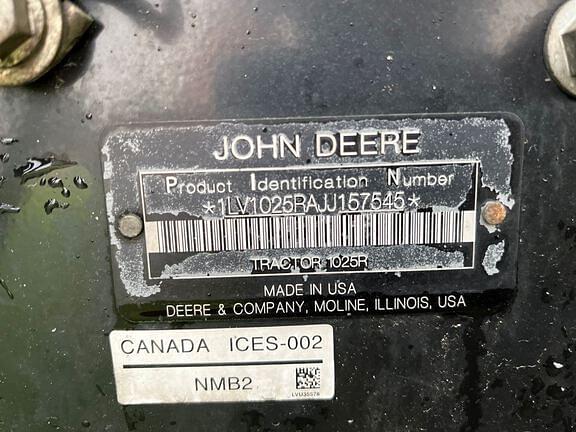 JOHN DEERE
Product Identification Number
*1LV1025RAJJ157545*
TRACTOR 1025R
MADE IN USA
DEERE & COMPANY, MOLINE, ILLINOIS, USA
CANADA ICES-002
NMB2